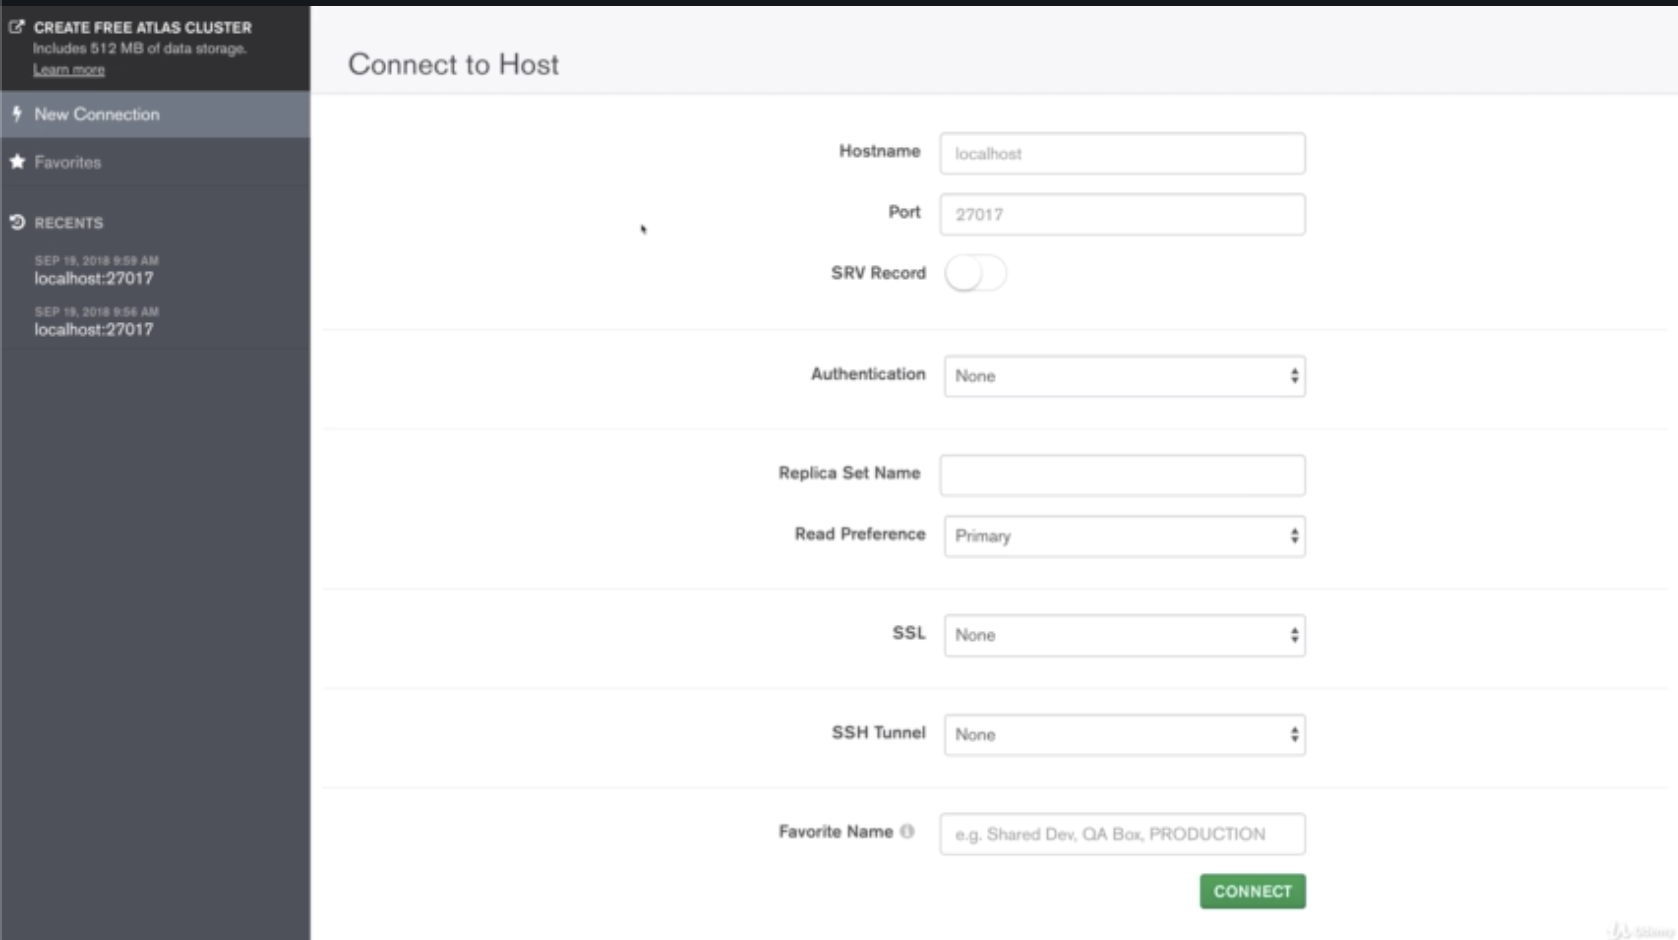 CREATE FREE ATLAS CLUSTER
Includes 512 MB of data storage.
Learn more
New Connection
Favorites
RECENTS
SEP 19, 2018 9:59 AM
localhost:27017
SEP 19, 2018 9:56 AM
localhost:27017
Connect to Host
Hostname localhost
Port 27017
SRV Record
Authentication None
Replica Set Name
Read Preference Primary
SSL None
SSH Tunnel None
Favorite Name e.g. Shared Dev, QA Box, PRODUCTION
CONNECT
Udemy